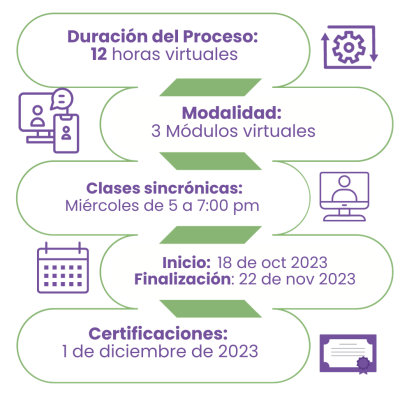 Duración del Proceso:
12 horas virtuales
Modalidad:
3 Módulos virtuales
Clases sincrónicas:
Miércoles de 5 a 7:00 pm
Inicio: 18 de oct 2023
Finalización: 22 de nov 2023
Certificaciones:
1 de diciembre de 2023